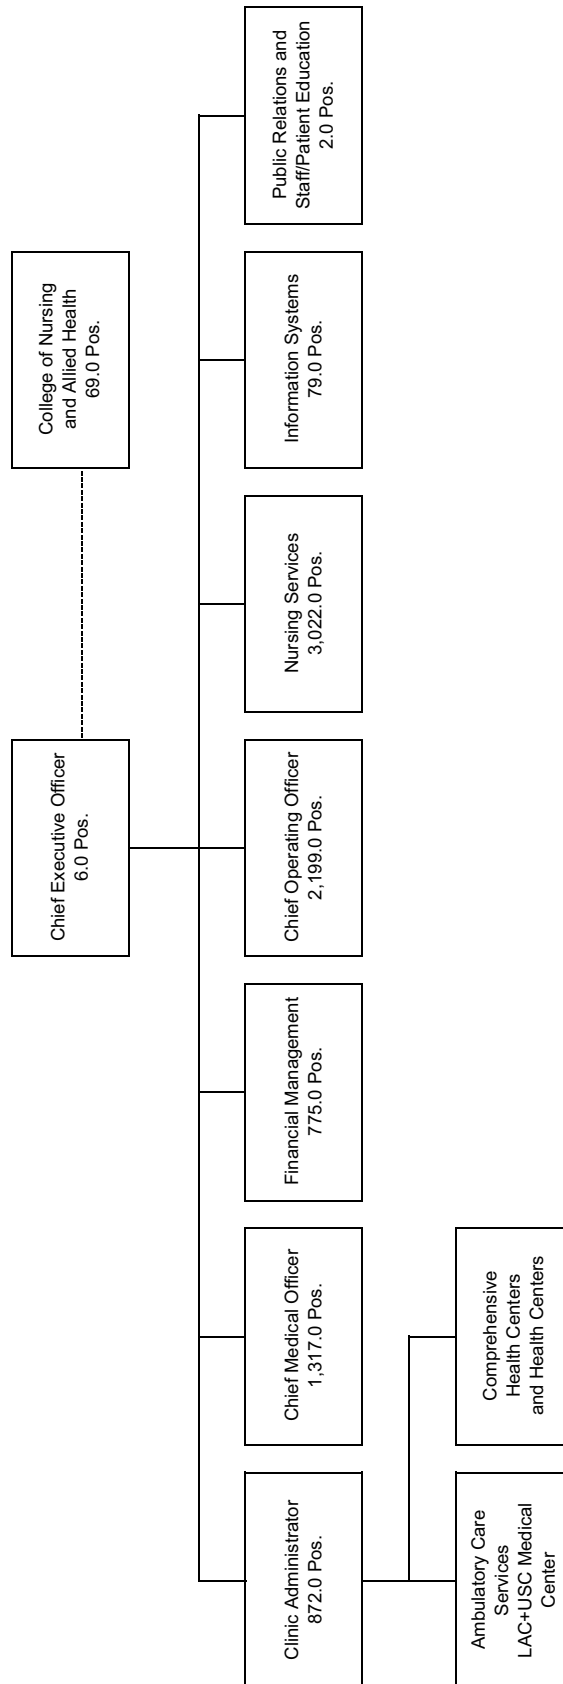 Chief Executive Officer
6.0 Pos.
College of Nursing
and Allied Health
69.0 Pos.
Clinic Administrator
872.0 Pos.
Chief Medical Officer
1,317.0 Pos.
Financial Management
775.0 Pos.
Chief Operating Officer
2,199.0 Pos.
Nursing Services
3,022.0 Pos.
Information Systems
79.0 Pos.
Public Relations and
Staff/Patient Education
2.0 Pos.
Ambulatory Care
Services
LAC+USC Medical
Center
Comprehensive
Health Centers
and Health Centers